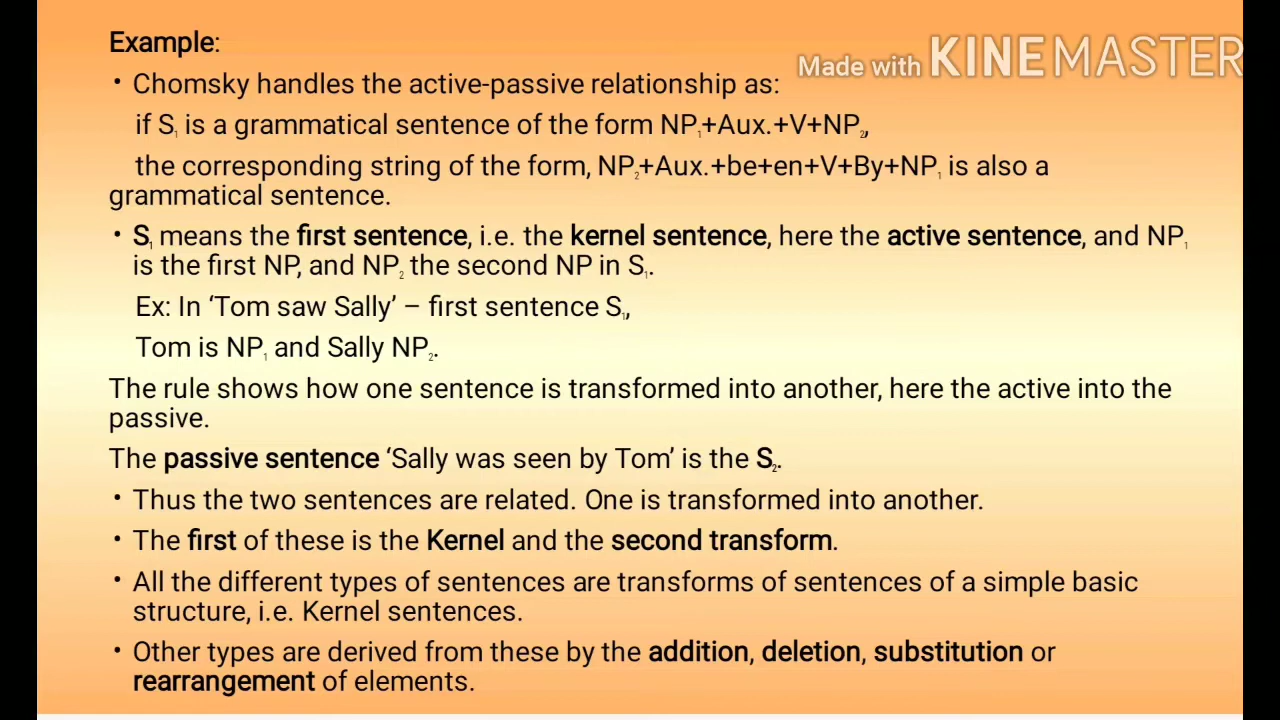 Example:
Made with KINEMASTER
• Chomsky handles the active-passive relationship as:
if S₁ is a grammatical sentence of the form NP₁+Aux.+V+NP₂,
the corresponding string of the form, NP₂+Aux.+be+en+V+By+NP₁ is also a
grammatical sentence.
• S₁ means the first sentence, i.e. the kernel sentence, here the active sentence, and NP₁
is the first NP, and NP₂ the second NP in S₁.
Ex: In ‘Tom saw Sally’ – first sentence S₁,
Tom is NP₁ and Sally NP₂.
The rule shows how one sentence is transformed into another, here the active into the
passive.
The passive sentence ‘Sally was seen by Tom’ is the S₂.
• Thus the two sentences are related. One is transformed into another.
• The first of these is the Kernel and the second transform.
• All the different types of sentences are transforms of sentences of a simple basic
structure, i.e. Kernel sentences.
• Other types are derived from these by the addition, deletion, substitution or
rearrangement of elements.